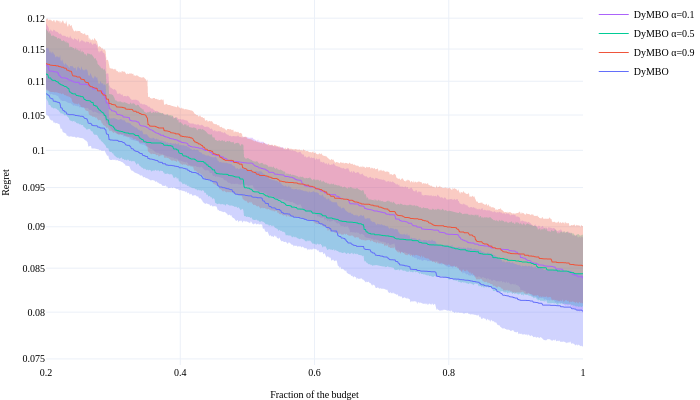 0.12
0.115
0.11
0.105
0.1
0.095
0.09
0.085
0.08
0.075
Regret
0.2
0.4
0.6
0.8
1
Fraction of the budget
DyMBO α=0.1
DyMBO α=0.5
DyMBO α=0.9
DyMBO